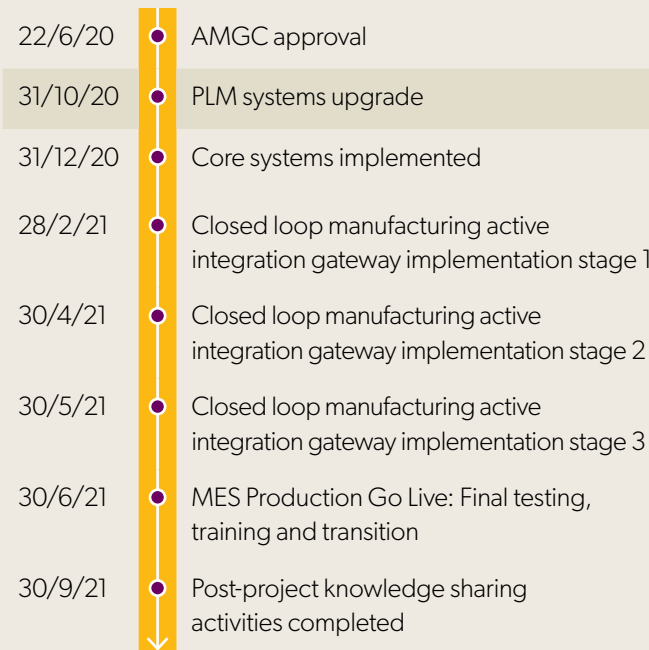 22/6/20 AMGC approval
31/10/20 PLM systems upgrade
31/12/20 Core systems implemented
28/2/21 Closed loop manufacturing active
integration gateway implementation stage 1
30/4/21 Closed loop manufacturing active
integration gateway implementation stage 2
30/5/21 Closed loop manufacturing active
integration gateway implementation stage 3
30/6/21 MES Production Go Live: Final testing,
training and transition
30/9/21 Post-project knowledge sharing
activities completed